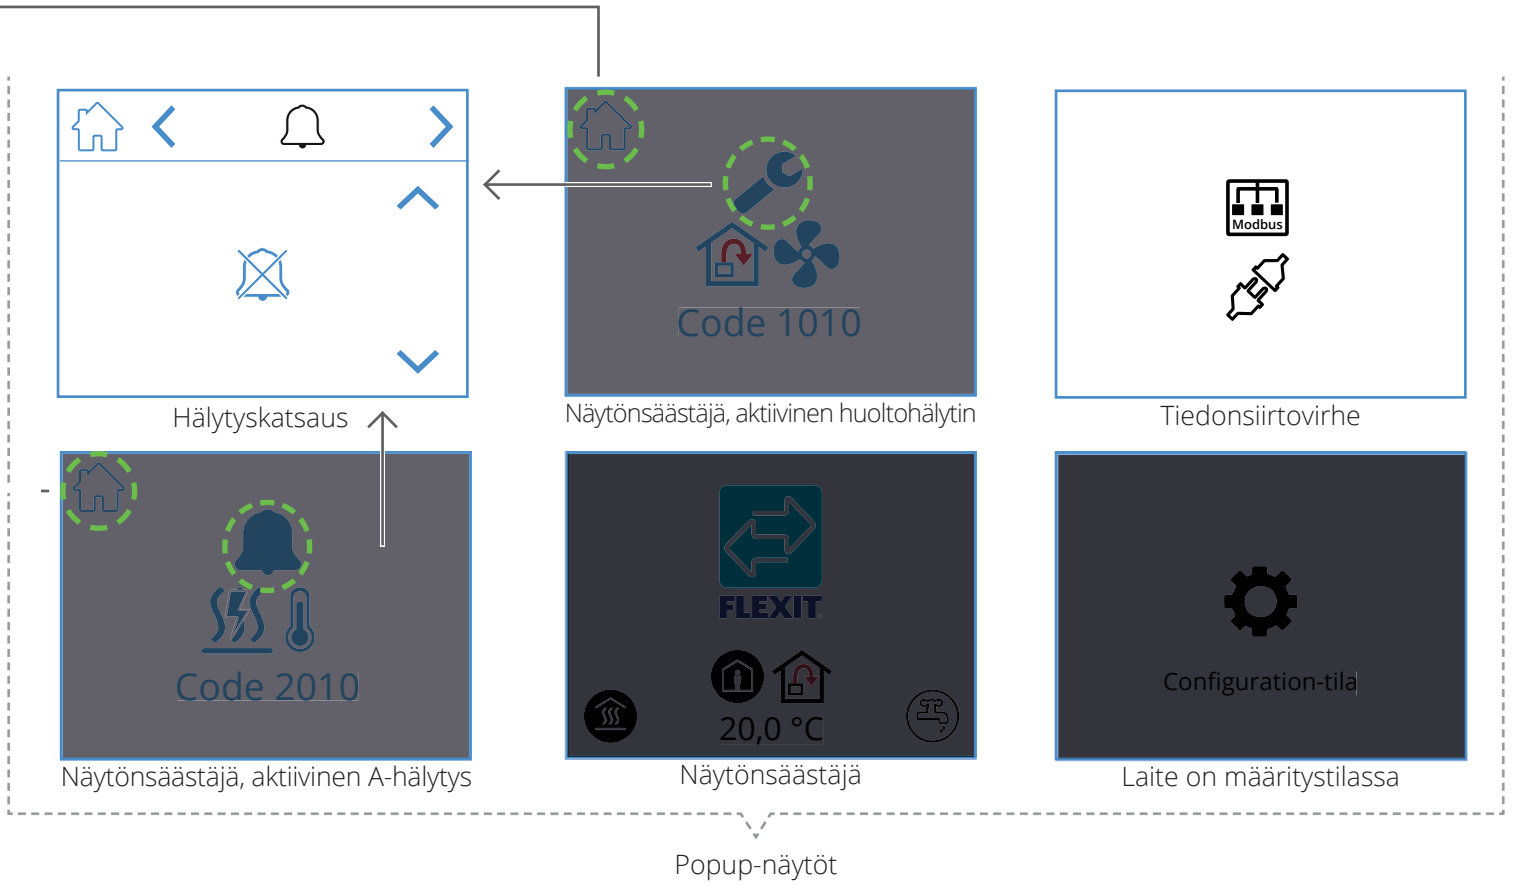 Code 1010
Modbus
Hälytyskatsaus
Näytönsäästäjä, aktiivinen huoltohälytin
Tiedonsiirtovirhe
Code 2010
FLEXIT
20,0 °C
Configuration-tila
Näytönsäästäjä, aktiivinen A-hälytys
Näytönsäästäjä
Laite on määritystilassa
Popup-näytöt